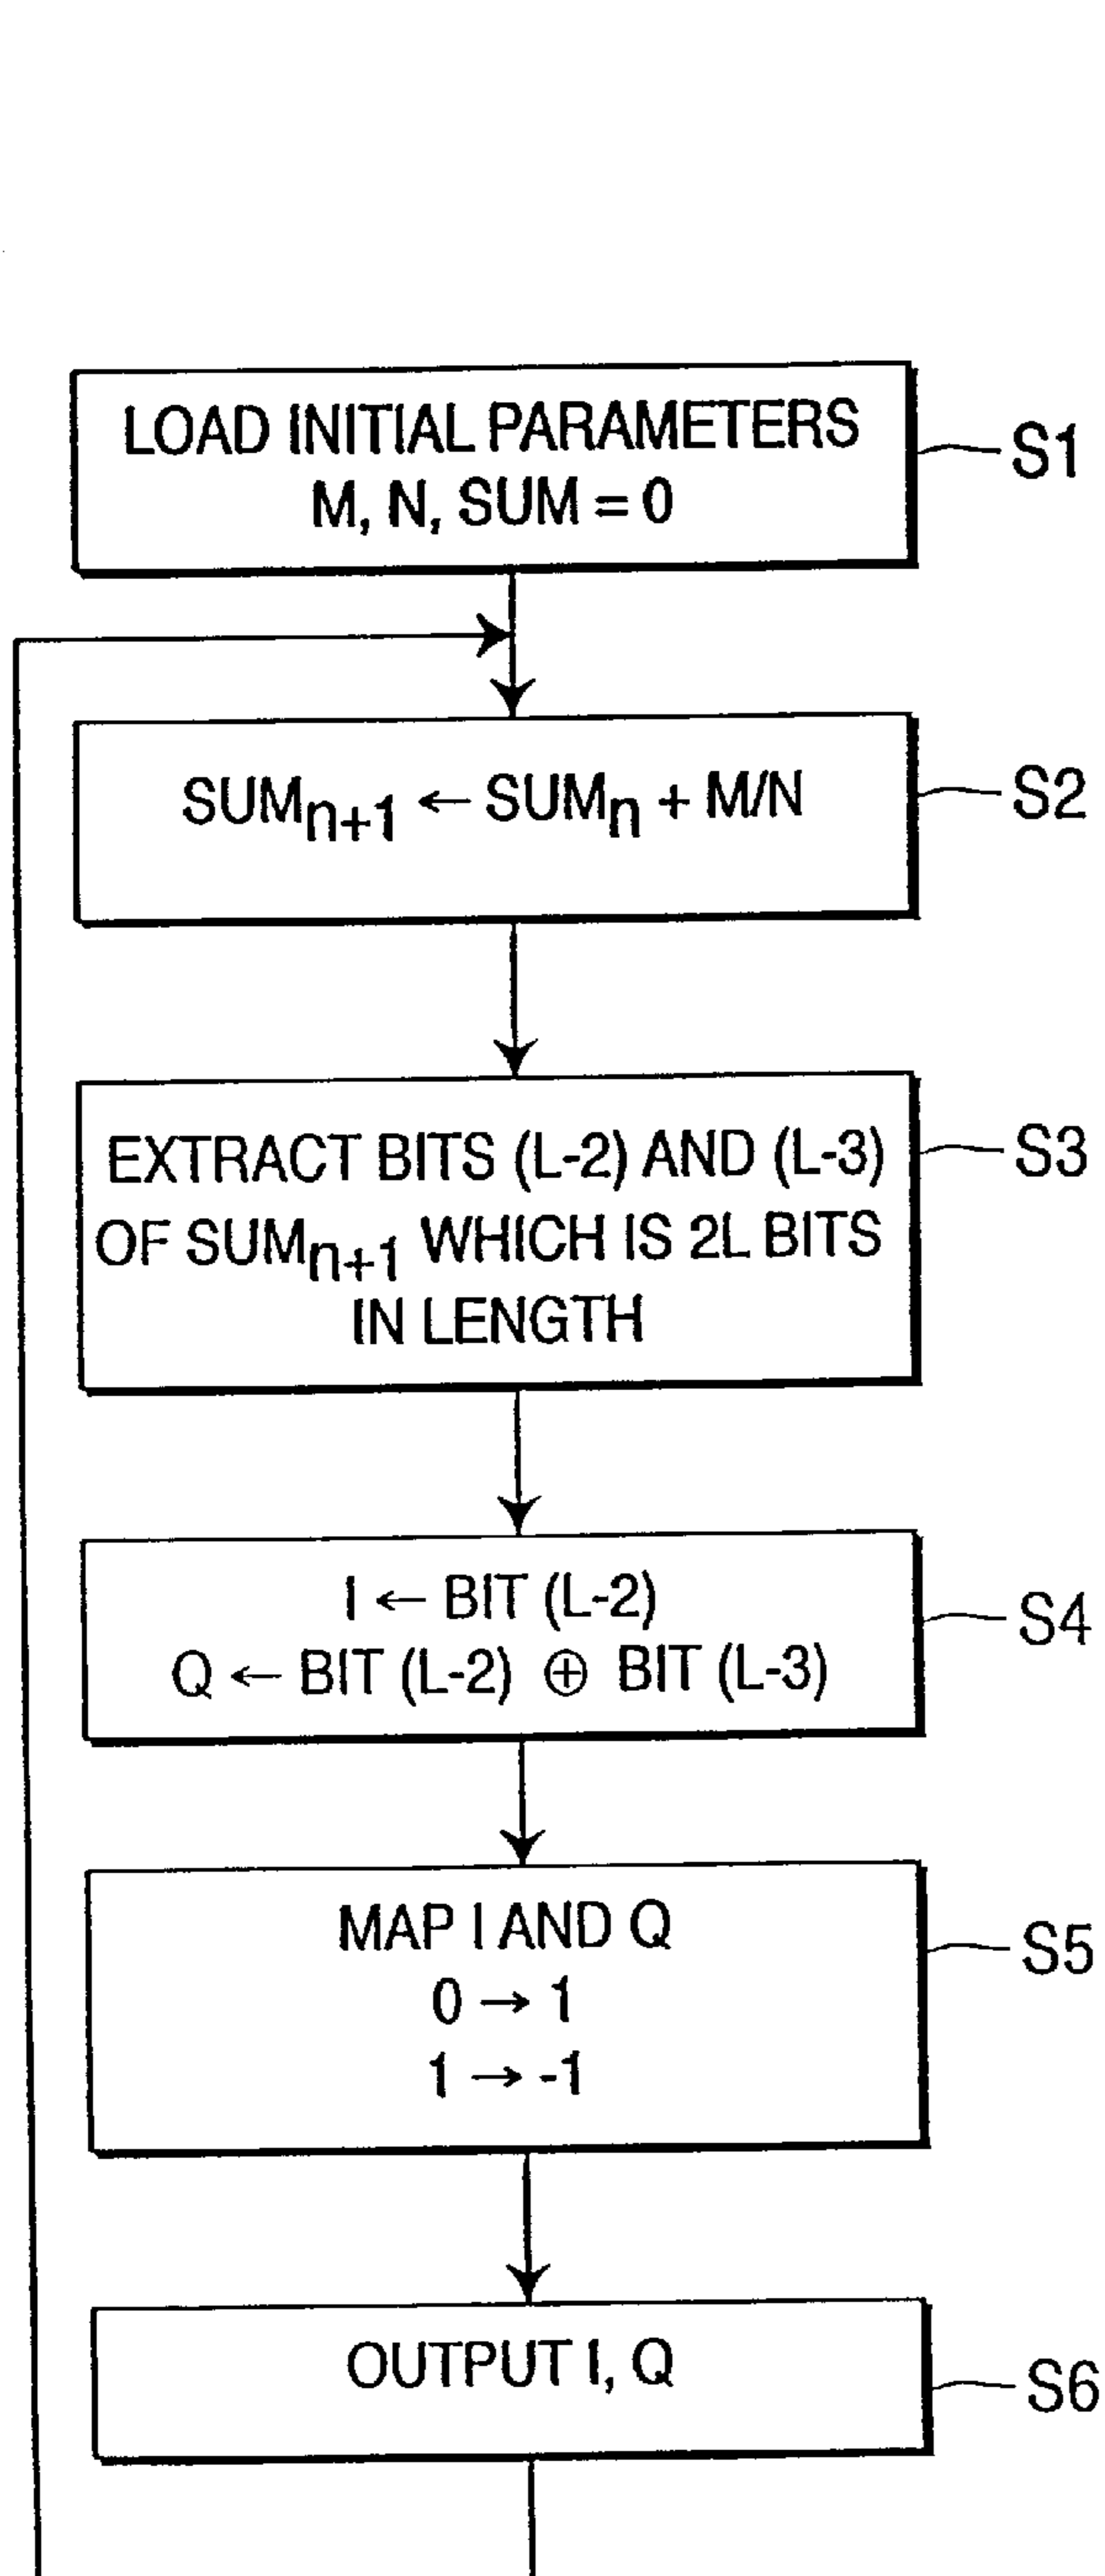 LOAD INITIAL PARAMETERS
M, N, SUM = 0
S1
SUMn+1 ← SUMn + M/N
S2
EXTRACT BITS (L-2) AND (L-3)
OF SUMn+1 WHICH IS 2L BITS
IN LENGTH
S3
I ← BIT (L-2)
Q ← BIT (L-2) ⊕ BIT (L-3)
S4
MAP I AND Q
0 → 1
1 → -1
S5
OUTPUT I, Q
S6